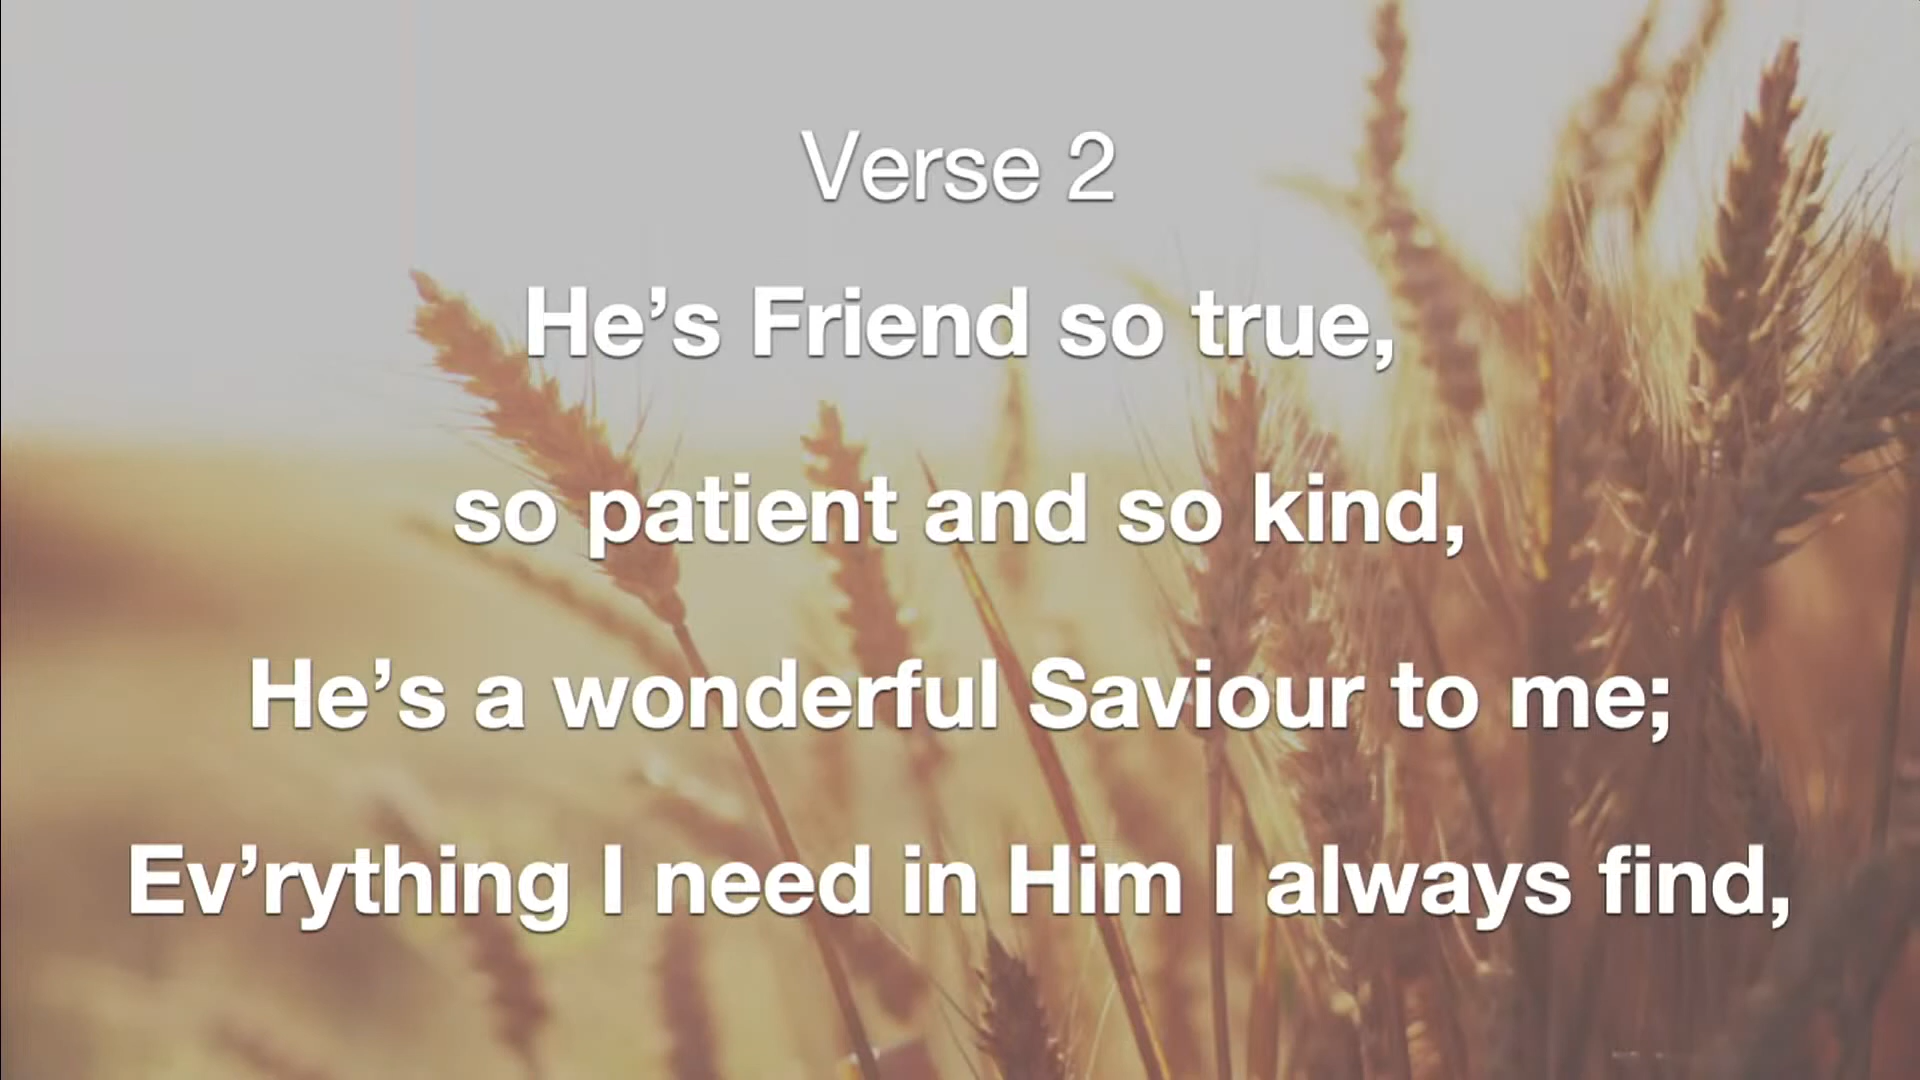 Verse 2
He’s Friend so true,
so patient and so kind,
He’s a wonderful Saviour to me;
Ev’rything I need in Him I always find,